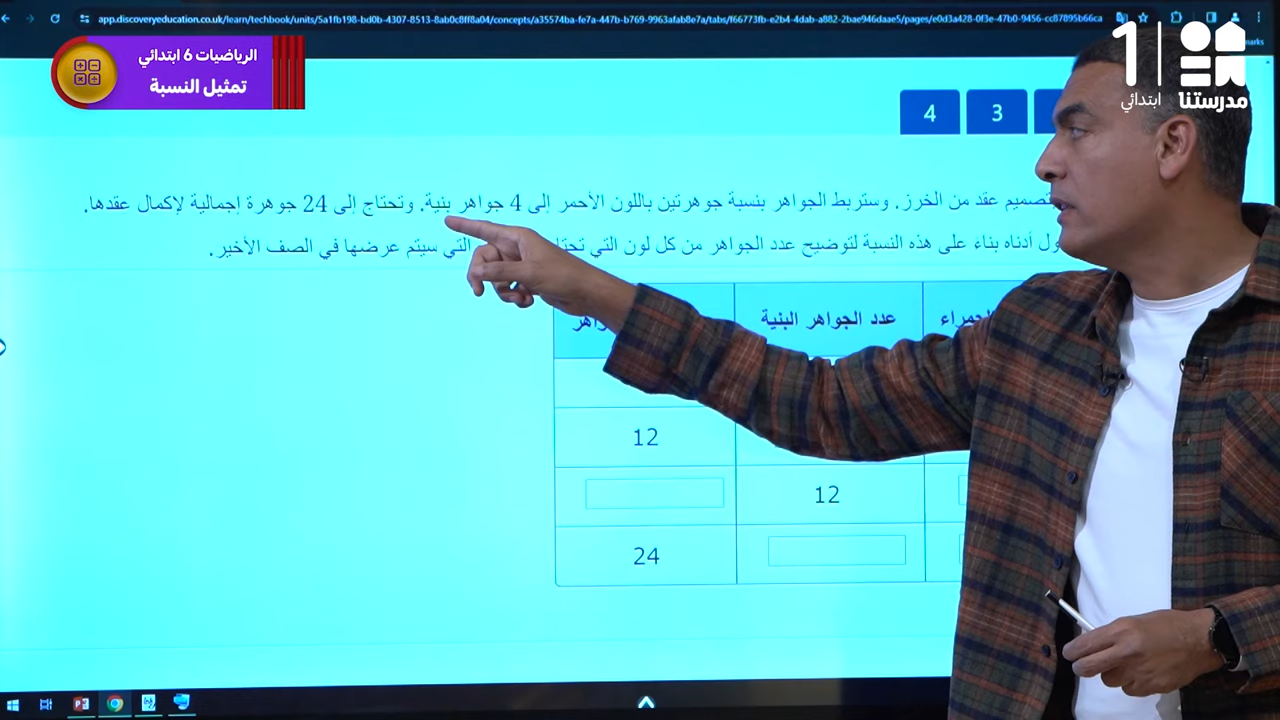 app.discoveryeducation.co.uk/learn/techbook/units/5a1fb198-bd0b-4307-8513-8ab0c8ff8a04/concepts/a35574ba-fe7a-447b-b769-9963afab8e7a/tabs/f66773fb-e2b4-4dab-a882-2bae946daae5/pages/e0d3a428-0f3e-47b0-9456-cc87895b66ca
الرياضيات 6 ابتدائي
تمثيل النسبة
1 ابتدائي
مدرستنا
3
4
تصميم عقد من الخرز. وستربط الجواهر بنسبة جوهرتين باللون الأحمر إلى 4 جواهر بنية. وتحتاج إلى 24 جوهرة إجمالية لإكمال عقدها.
أدناه بناءً على هذه النسبة لتوضيح عدد الجواهر من كل لون التي التي سيتم عرضها في الصف الأخير.
عدد الجواهر البنية
12
12
24